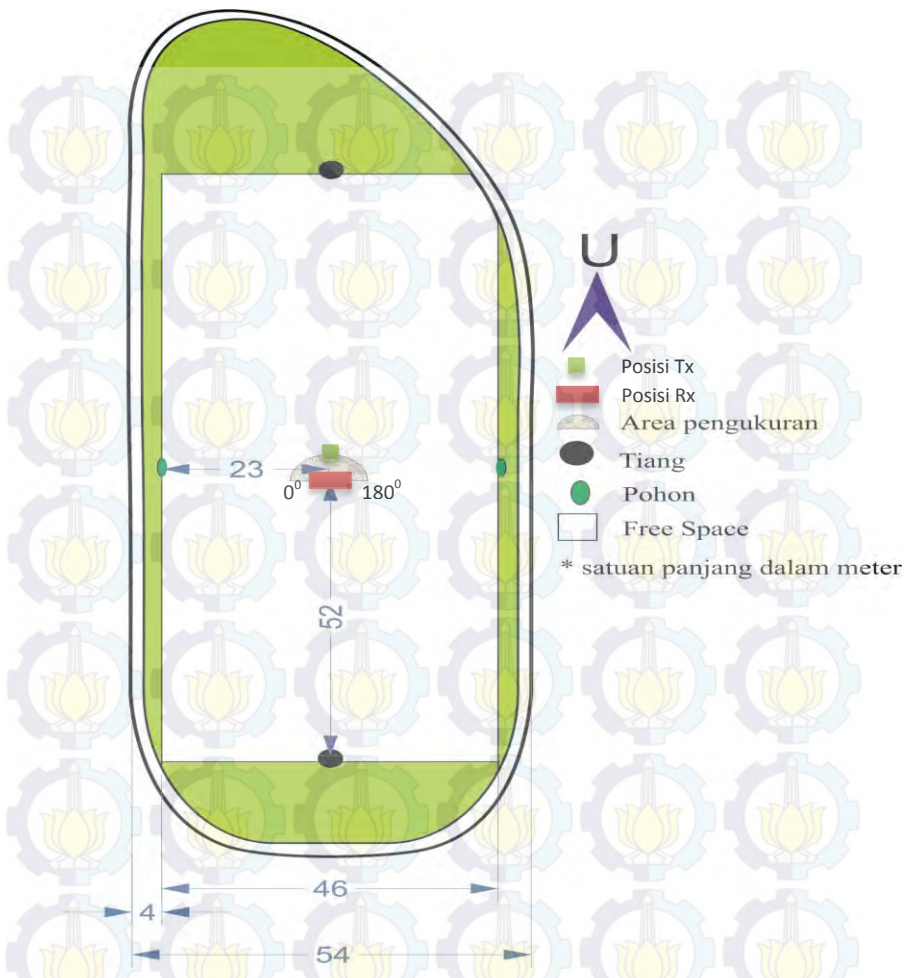 U
Posisi Tx
Posisi Rx
Area pengukuran
Tiang
Pohon
Free Space
* satuan panjang dalam meter
23
0⁰ 180⁰
52
46
4
54